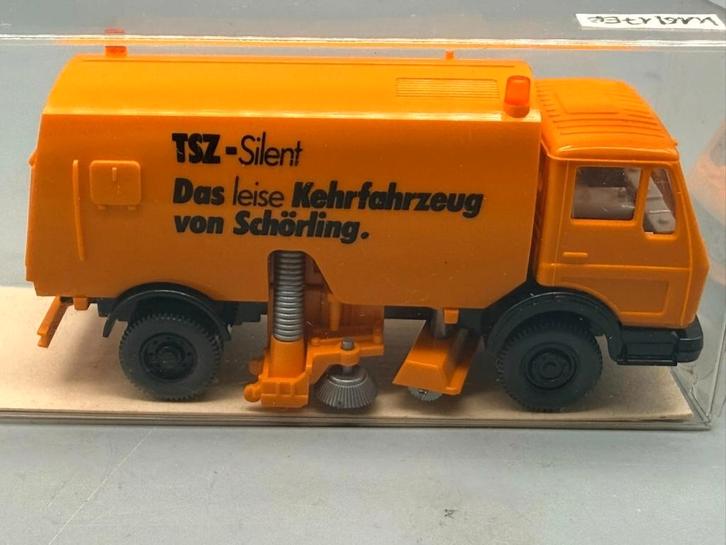 TSZ-Silent
Das leise Kehrfahrzeug
von Schörling.